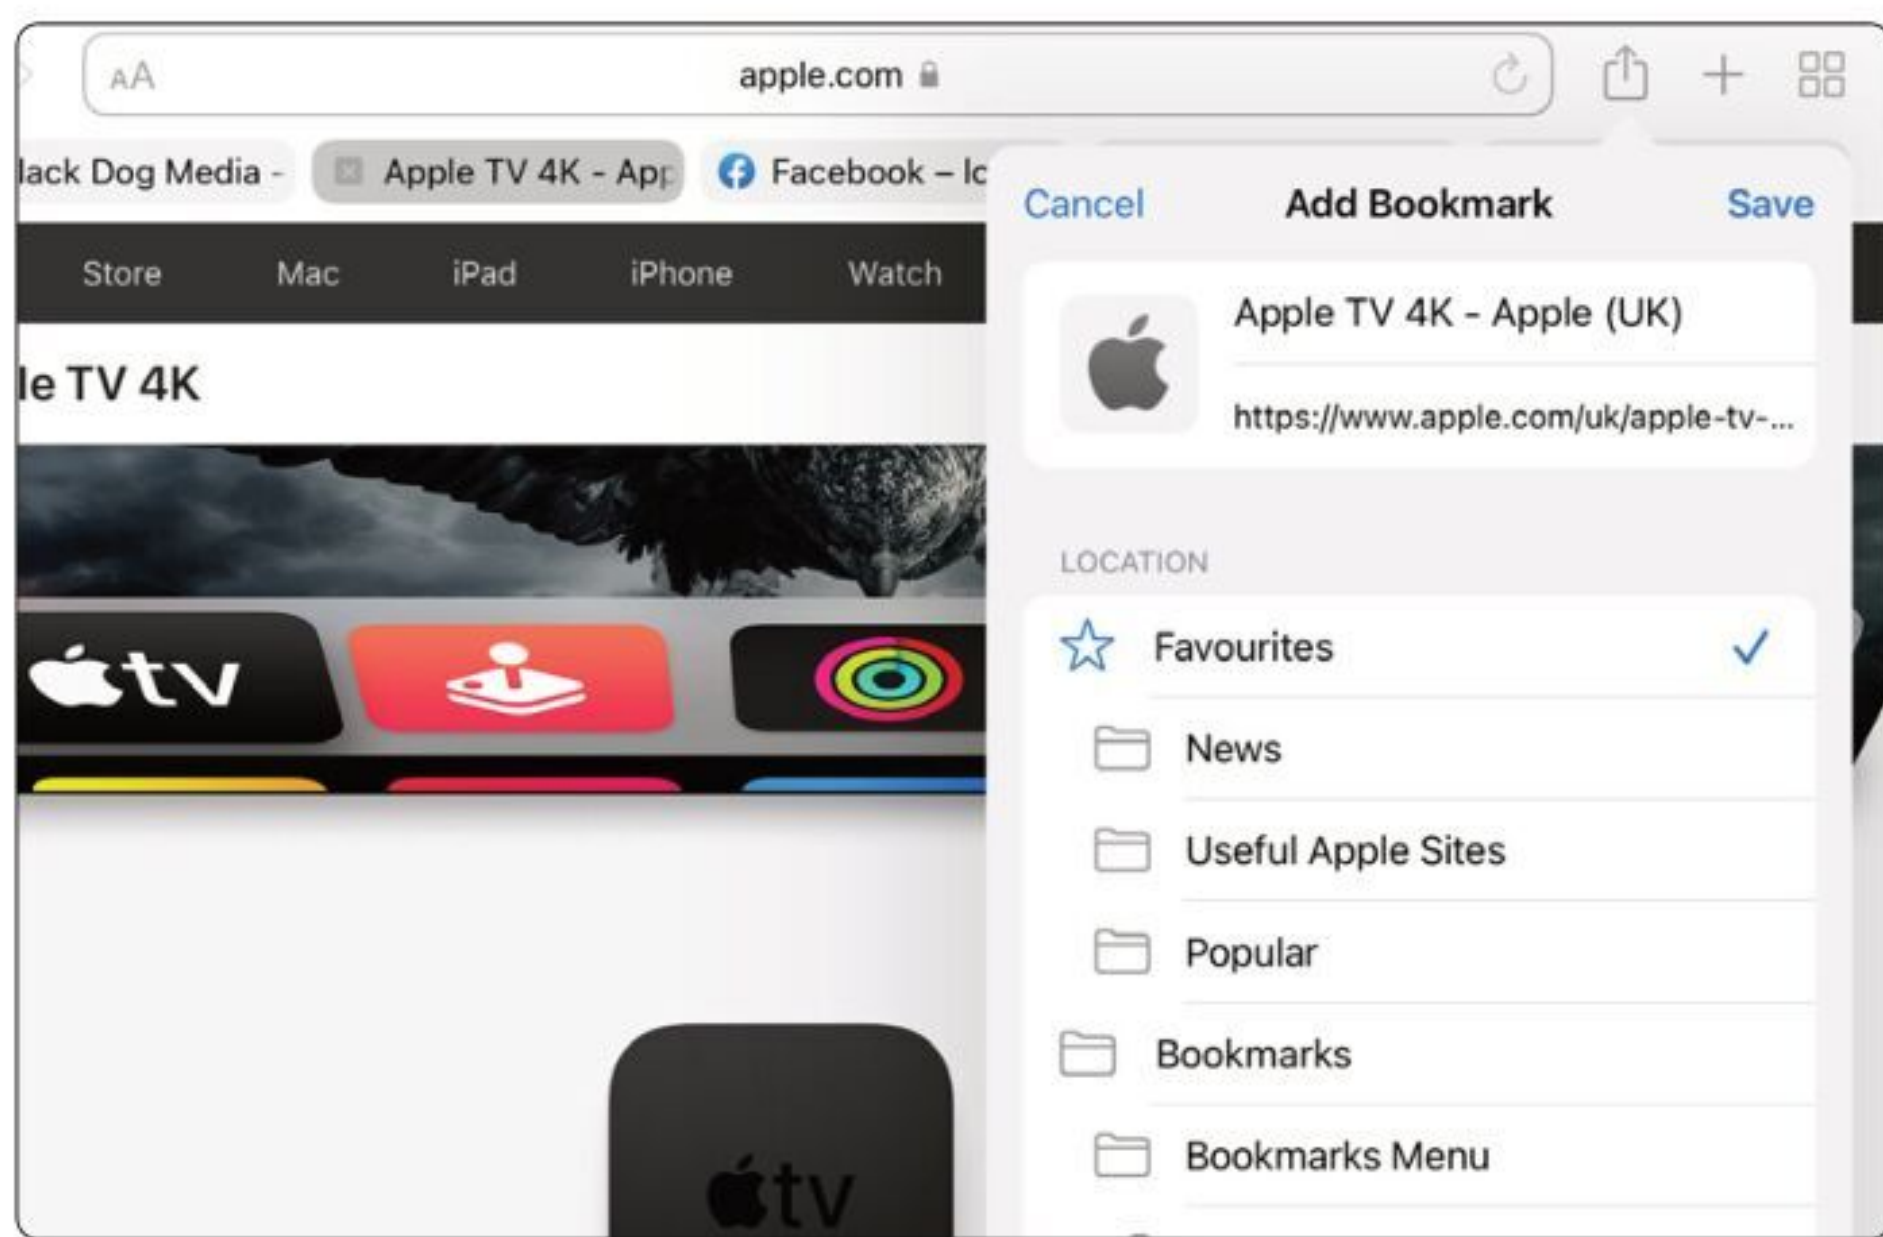 AA
apple.com
lack Dog Media -
Apple TV 4K - App
Facebook – Ic
Store Mac iPad iPhone Watch
le TV 4K
tv
tv
Cancel Add Bookmark Save
Apple TV 4K - Apple (UK)
https://www.apple.com/uk/apple-tv-...
LOCATION
Favourites
News
Useful Apple Sites
Popular
Bookmarks
Bookmarks Menu